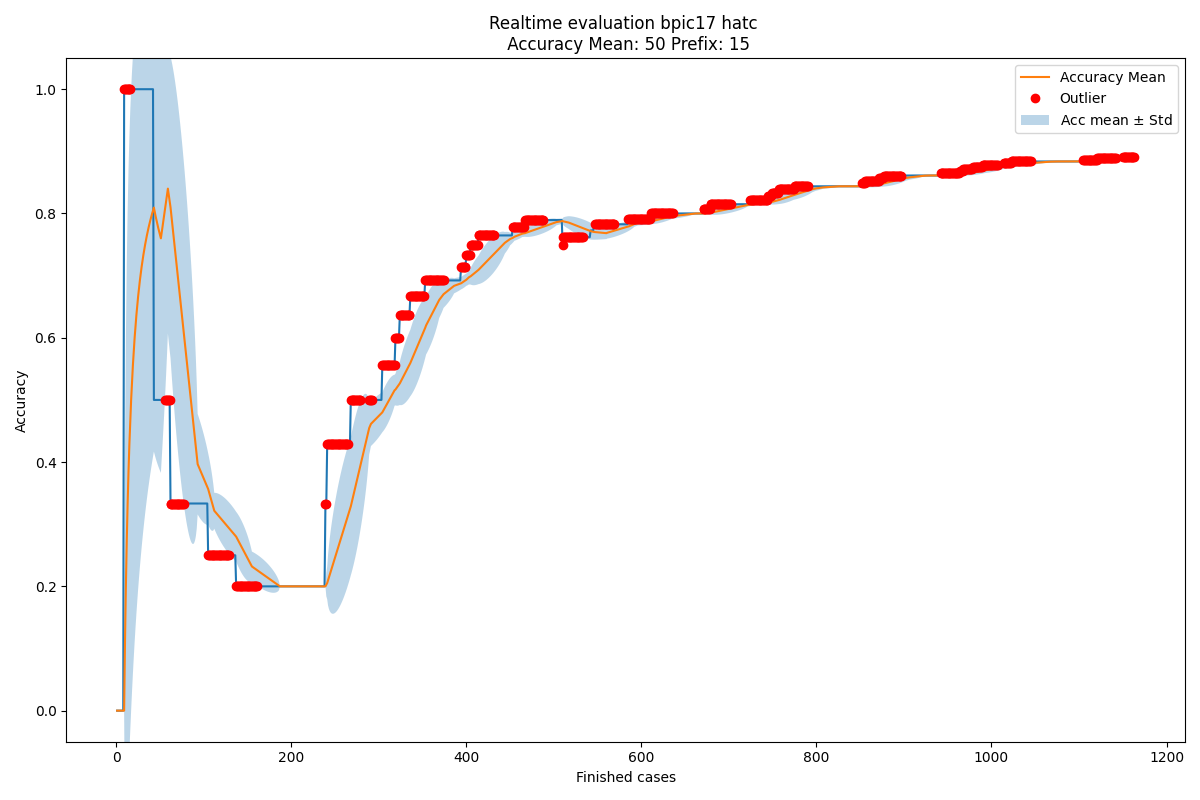 Realtime evaluation bpic17 hatc
Accuracy Mean: 50 Prefix: 15
Accuracy Mean
Outlier
Acc mean ± Std
1.0
0.8
0.6
0.4
0.2
0.0
Accuracy
0
200
400
600
800
1000
1200
Finished cases